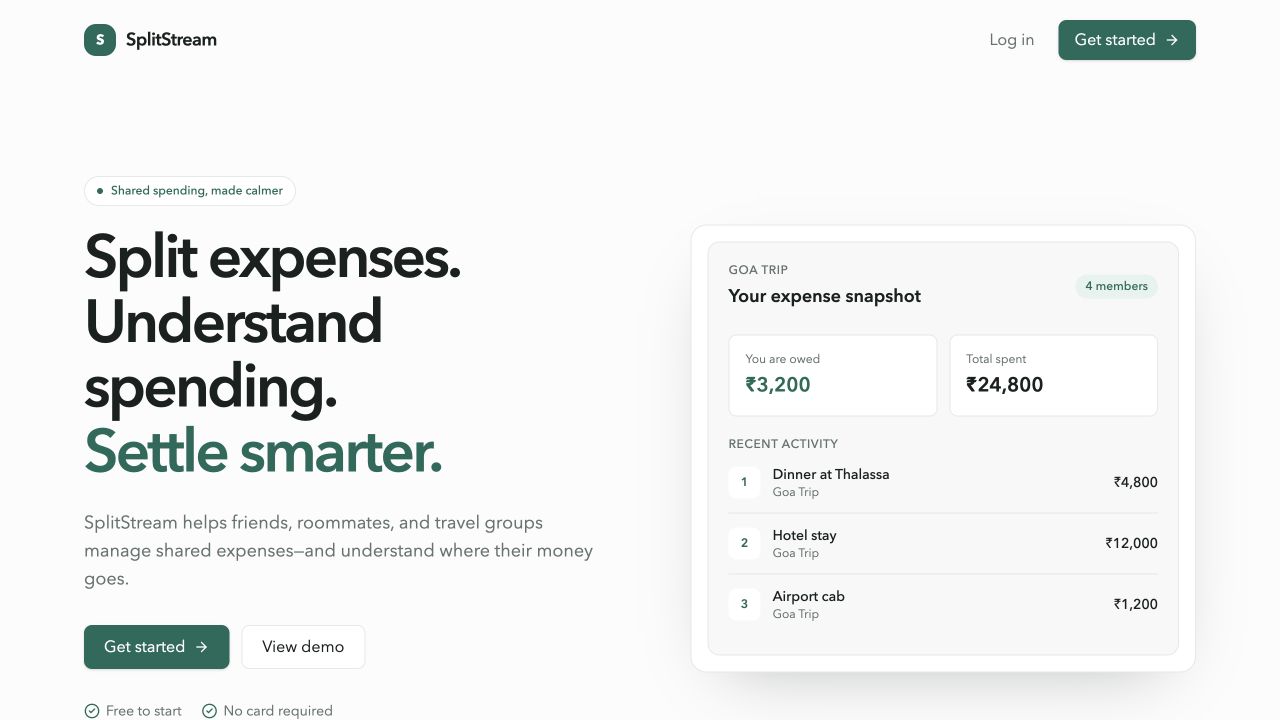 S
SplitStream
Log in
Get started
Shared spending, made calmer
Split expenses.
Understand
spending.
Settle smarter.
SplitStream helps friends, roommates, and travel groups
manage shared expenses—and understand where their money
goes.
Get started
View demo
Free to start
No card required
GOA TRIP
Your expense snapshot
4 members
You are owed
₹3,200
Total spent
₹24,800
RECENT ACTIVITY
1
Dinner at Thalassa
Goa Trip
₹4,800
2
Hotel stay
Goa Trip
₹12,000
3
Airport cab
Goa Trip
₹1,200